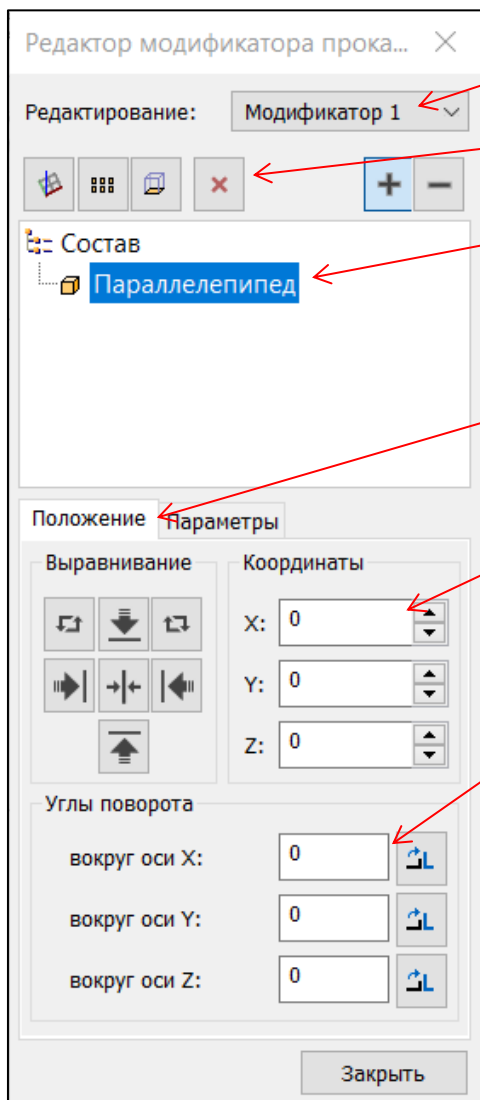 Редактор модификатора прока...
Редактирование: Модификатор 1
Состав
Параллелепипед
Положение Параметры
Выравнивание Координаты
X: 0
Y: 0
Z: 0
Углы поворота
вокруг оси X: 0
вокруг оси Y: 0
вокруг оси Z: 0
Закрыть